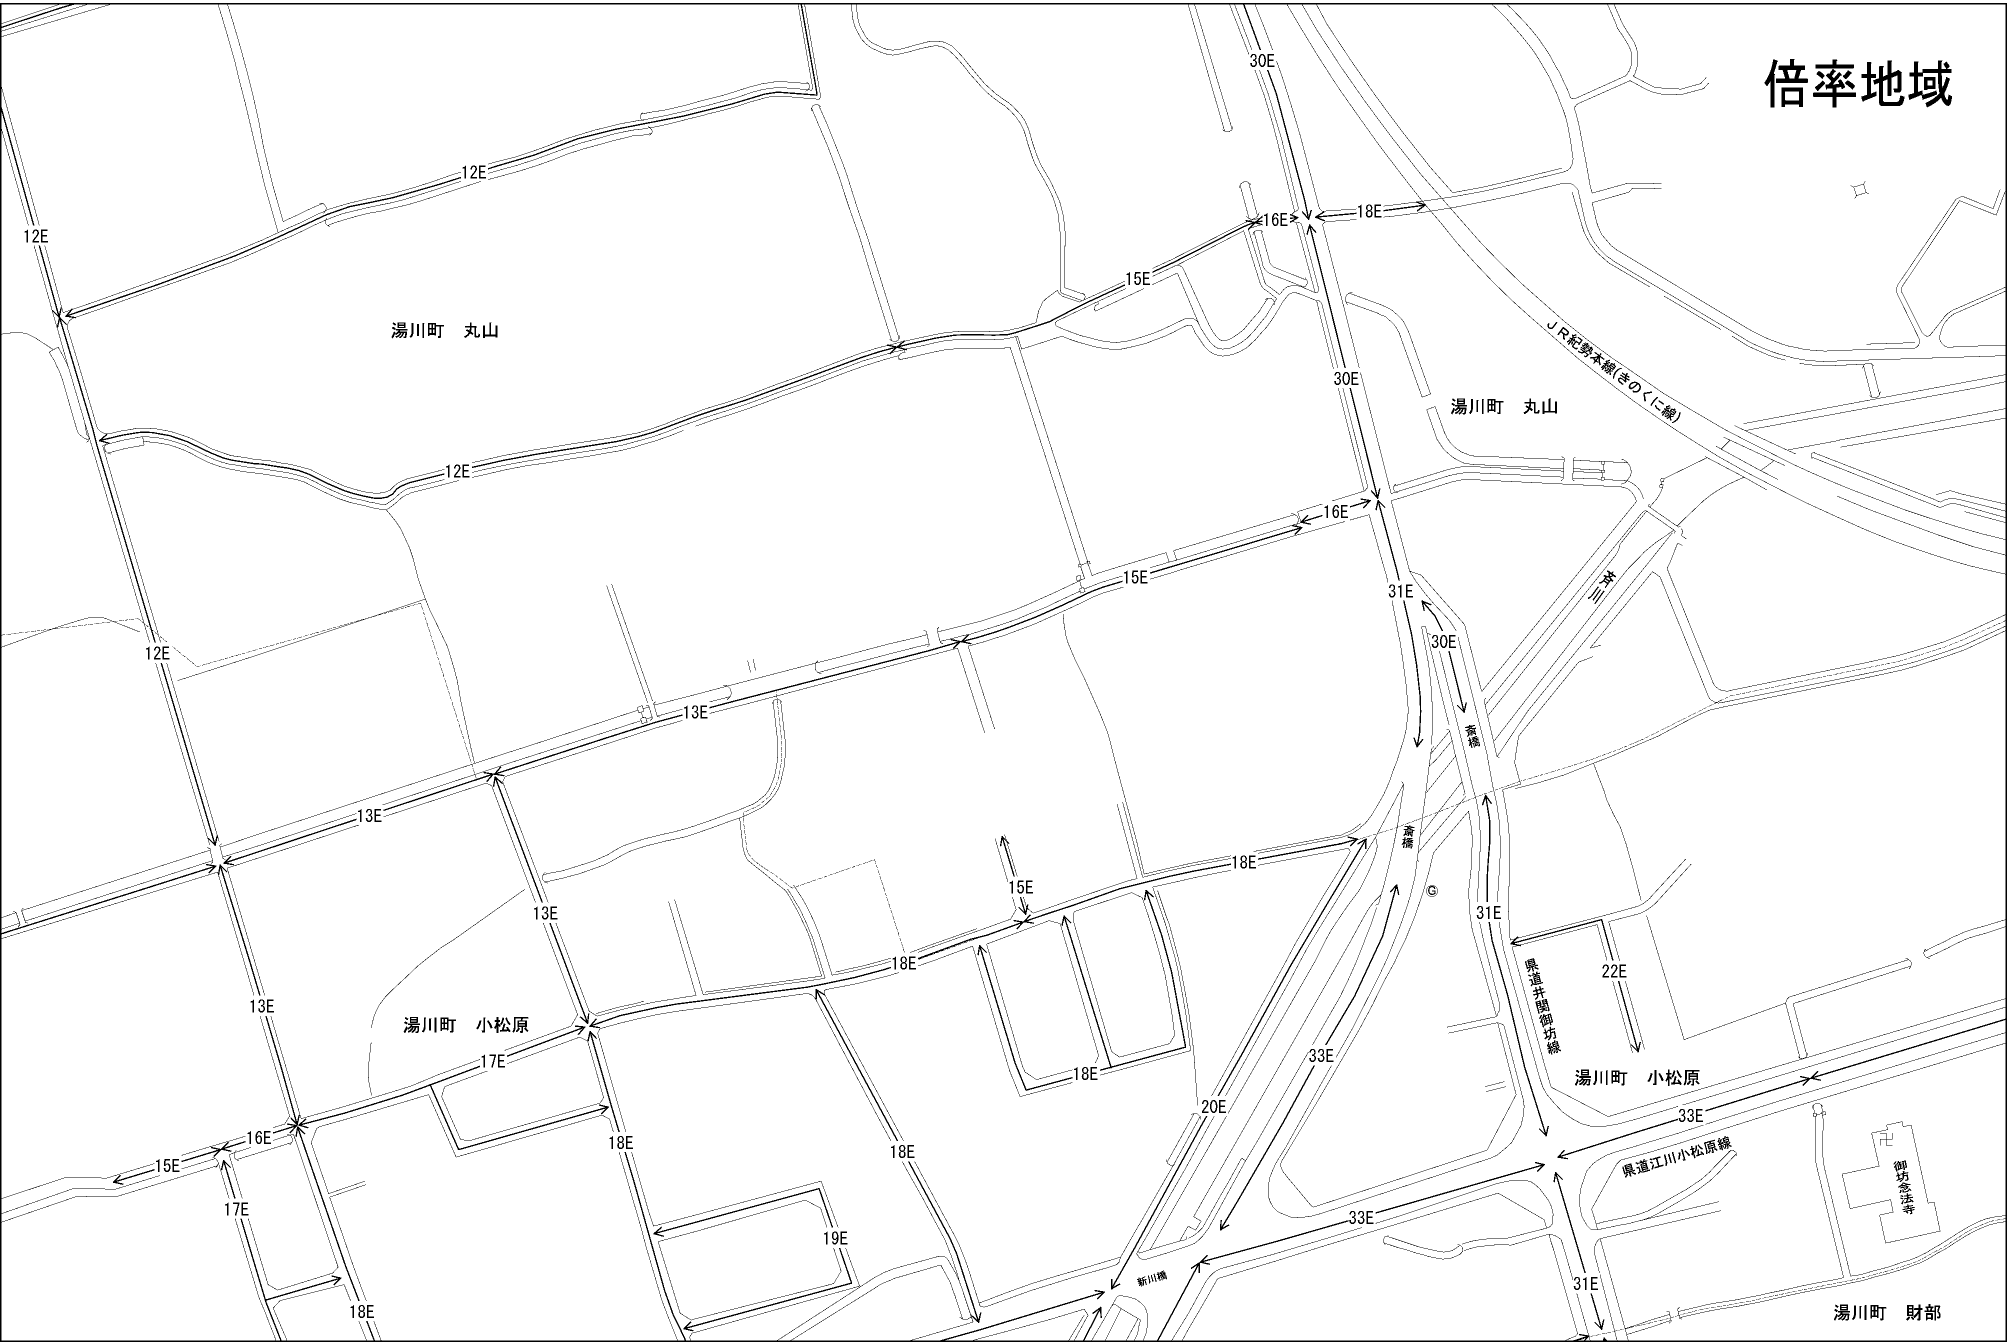 30E
倍率地域
12E
12E
16E
18E
15E
湯川町　丸山
JR紀勢本線(きのくに線)
30E
湯川町　丸山
12E
16E
15E
31E
斉川
30E
12E
13E
斎橋
13E
斎橋
18E
G
15E
13E
31E
18E
22E
13E
県道井関御坊線
湯川町　小松原
17E
33E
18E
湯川町　小松原
20E
33E
16E
18E
18E
県道江川小松原線
15E
御坊念法寺
17E
33E
19E
新川橋
31E
18E
湯川町　財部